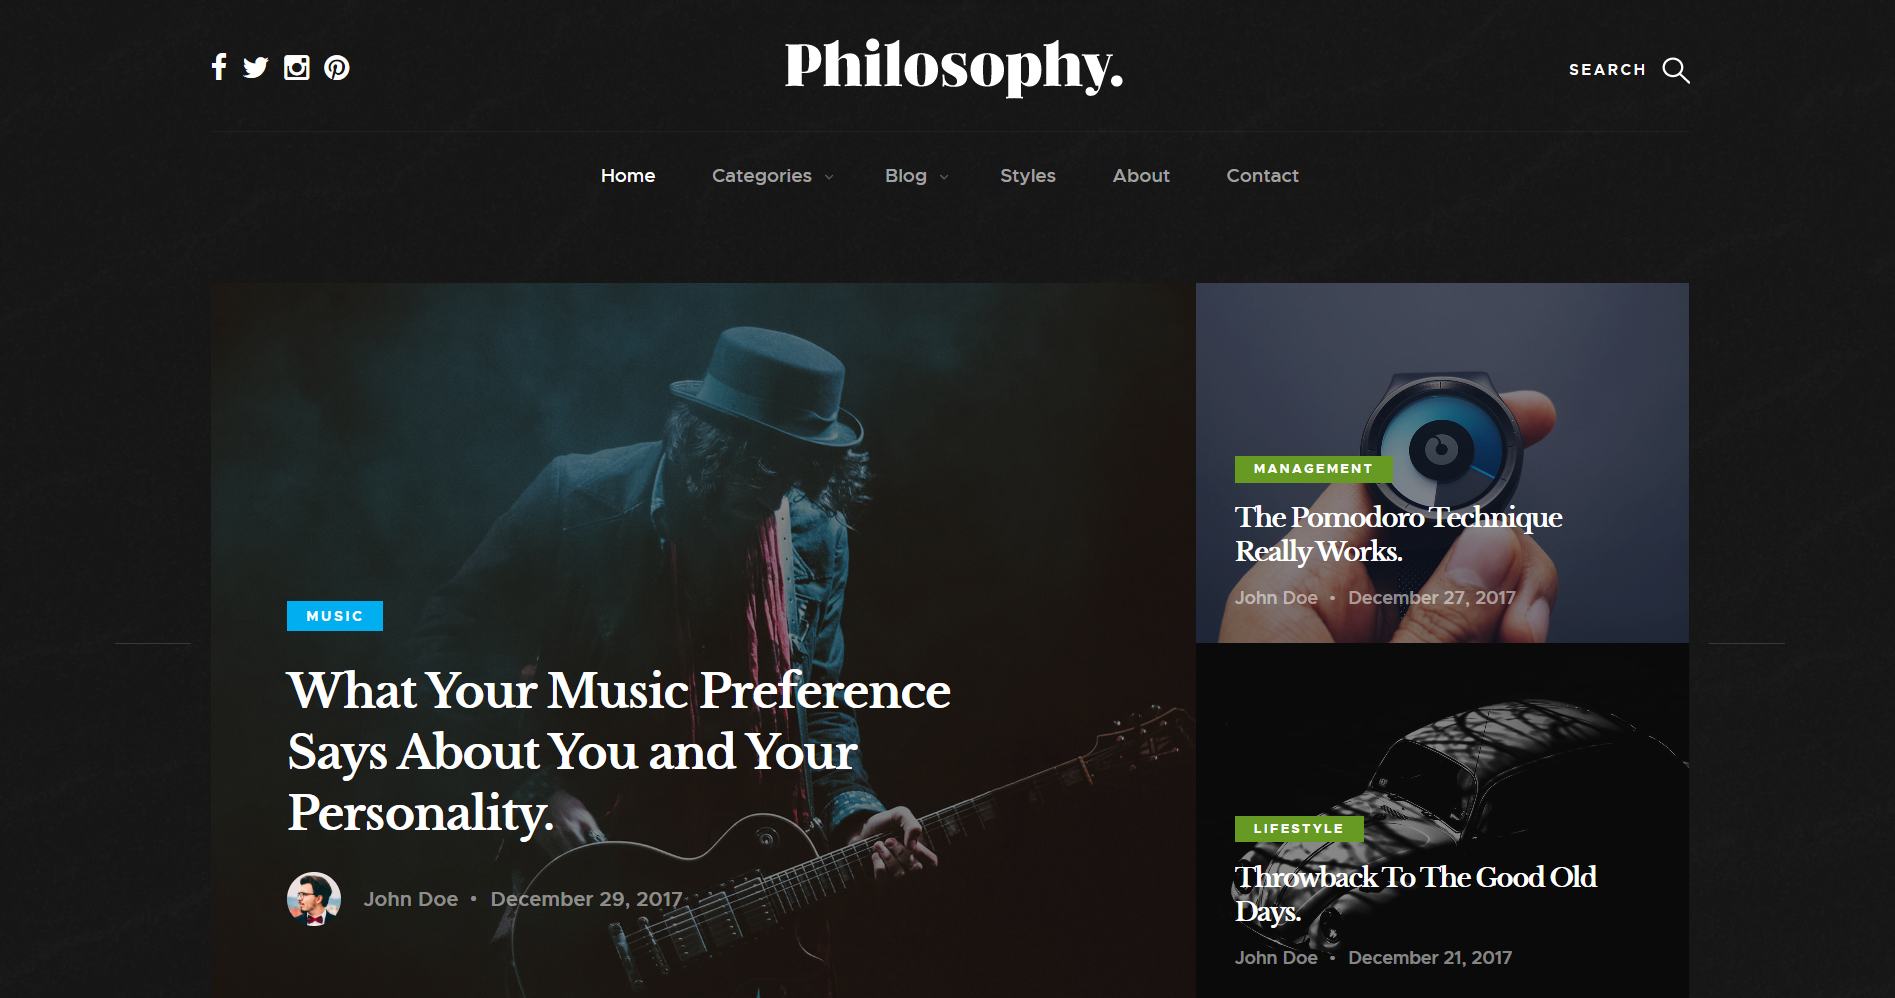 Philosophy.
SEARCH
Home
Categories
Blog
Styles
About
Contact
MUSIC
What Your Music Preference
Says About You and Your
Personality.
John Doe • December 29, 2017
MANAGEMENT
The Pomodoro Technique
Really Works.
John Doe • December 27, 2017
LIFESTYLE
Throwback To The Good Old
Days.
John Doe • December 21, 2017